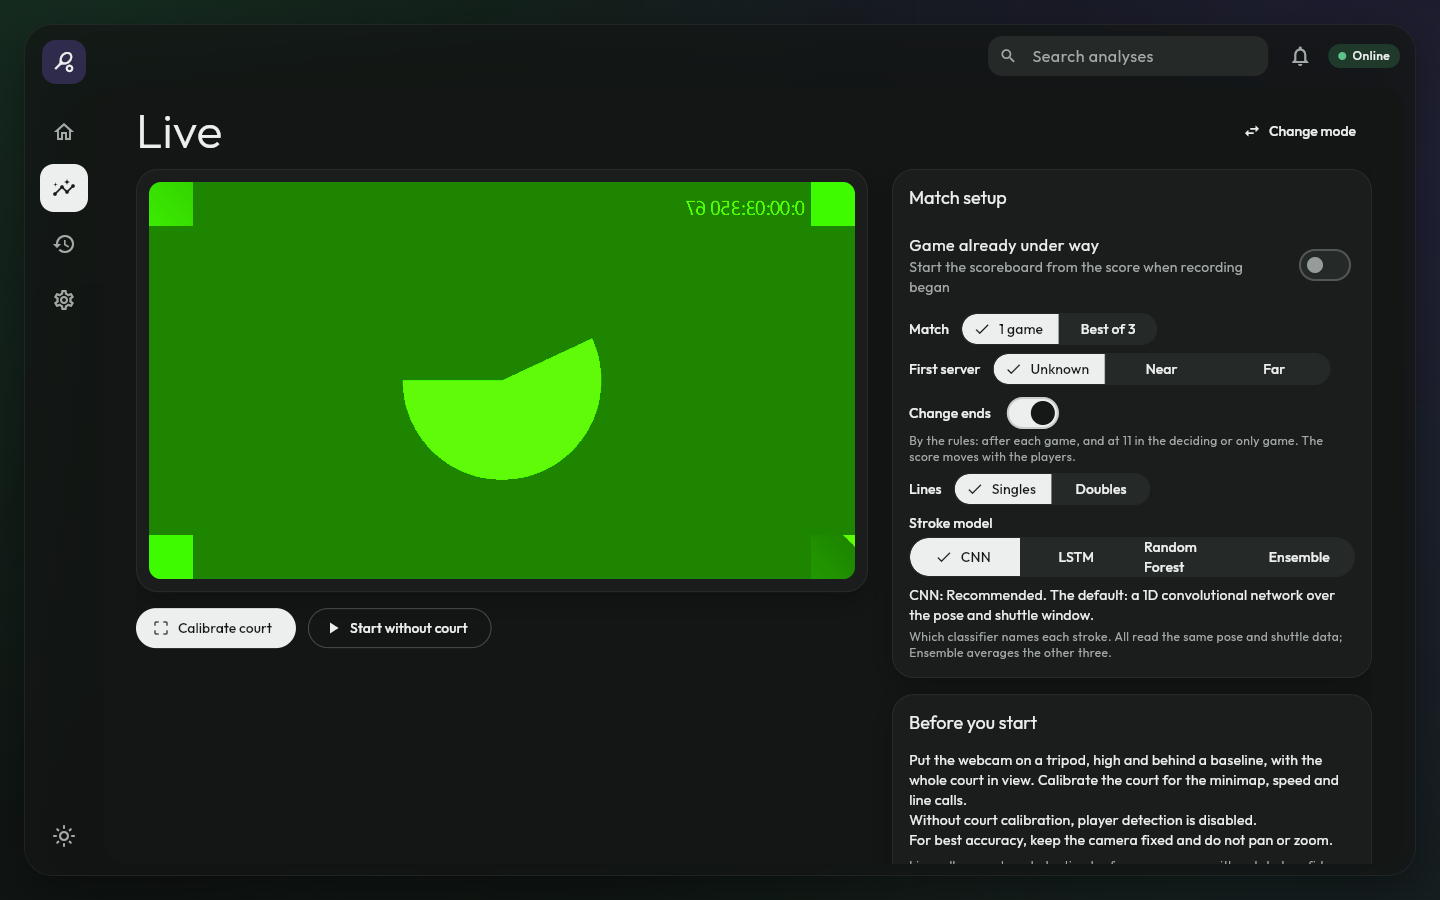 Search analyses
Online
Live
Change mode
0:00:03:350 67
Match setup
Game already under way
Start the scoreboard from the score when recording
began
Match
1 game
Best of 3
First server
Unknown
Near
Far
Change ends
By the rules: after each game, and at 11 in the deciding or only game. The
score moves with the players.
Lines
Singles
Doubles
Stroke model
CNN
LSTM
Random
Forest
Ensemble
CNN: Recommended. The default: a 1D convolutional network over
the pose and shuttle window.
Which classifier names each stroke. All read the same pose and shuttle data;
Ensemble averages the other three.
Calibrate court
Start without court
Before you start
Put the webcam on a tripod, high and behind a baseline, with the
whole court in view. Calibrate the court for the minimap, speed and
line calls.
Without court calibration, player detection is disabled.
For best accuracy, keep the camera fixed and do not pan or zoom.